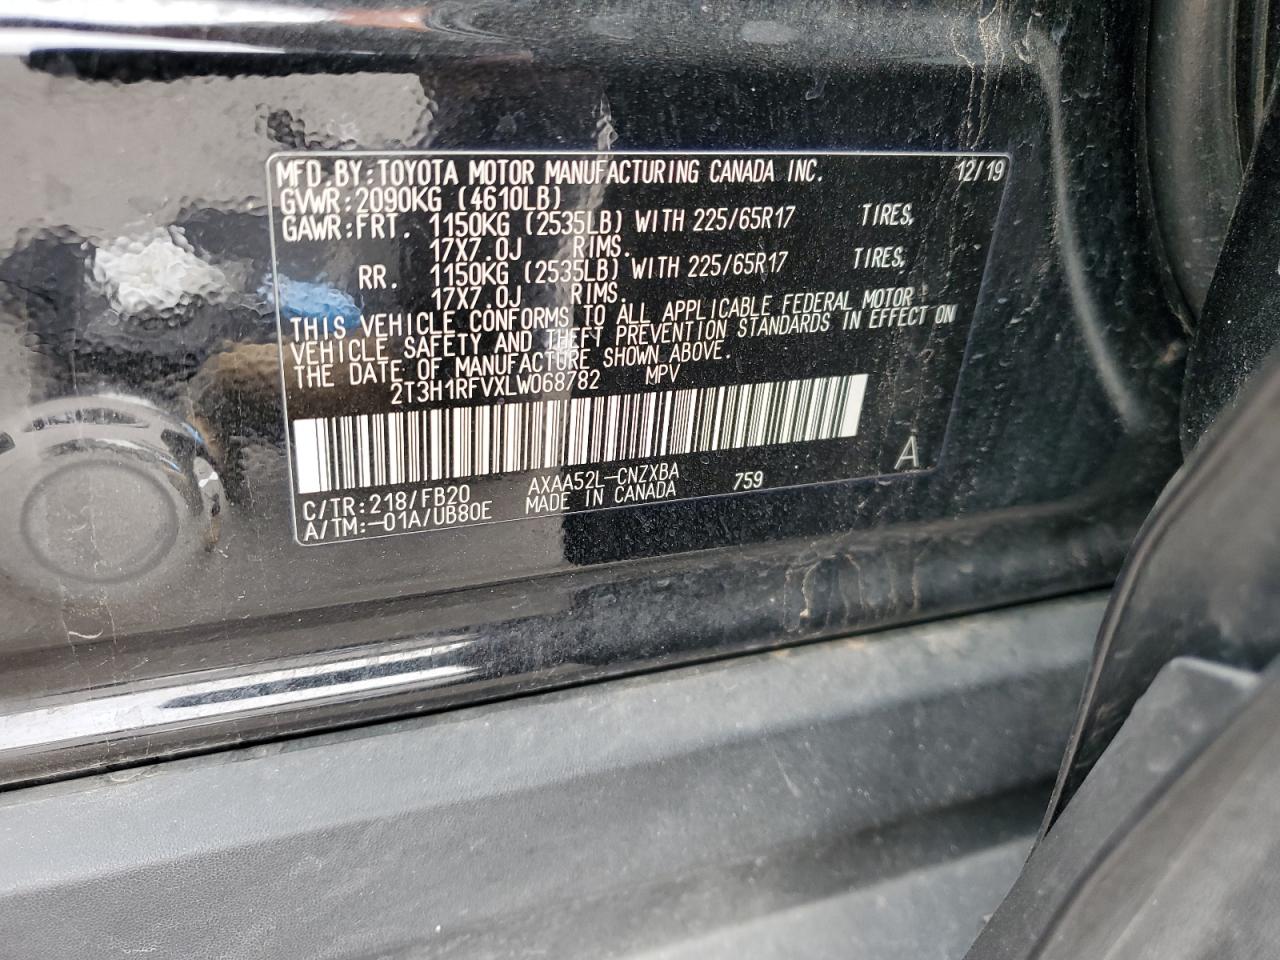 MFD.BY:TOYOTA MOTOR MANUFACTURING CANADA INC. 12/19
GVWR:2090KG (4610LB)
GAWR:FRT. 1150KG (2535LB) WITH 225/65R17 TIRES,
17X7.0J RIMS.
RR. 1150KG (2535LB) WITH 225/65R17 TIRES,
17X7.0J RIMS.
THIS VEHICLE CONFORMS TO ALL APPLICABLE FEDERAL MOTOR
VEHICLE SAFETY AND THEFT PREVENTION STANDARDS IN EFFECT ON
THE DATE OF MANUFACTURE SHOWN ABOVE.
2T3H1RFVXLW068782 MPV
C/TR:218/FB20 AXAA52L-CNZXBA 759 A
A/TM:-01A/UB80E MADE IN CANADA